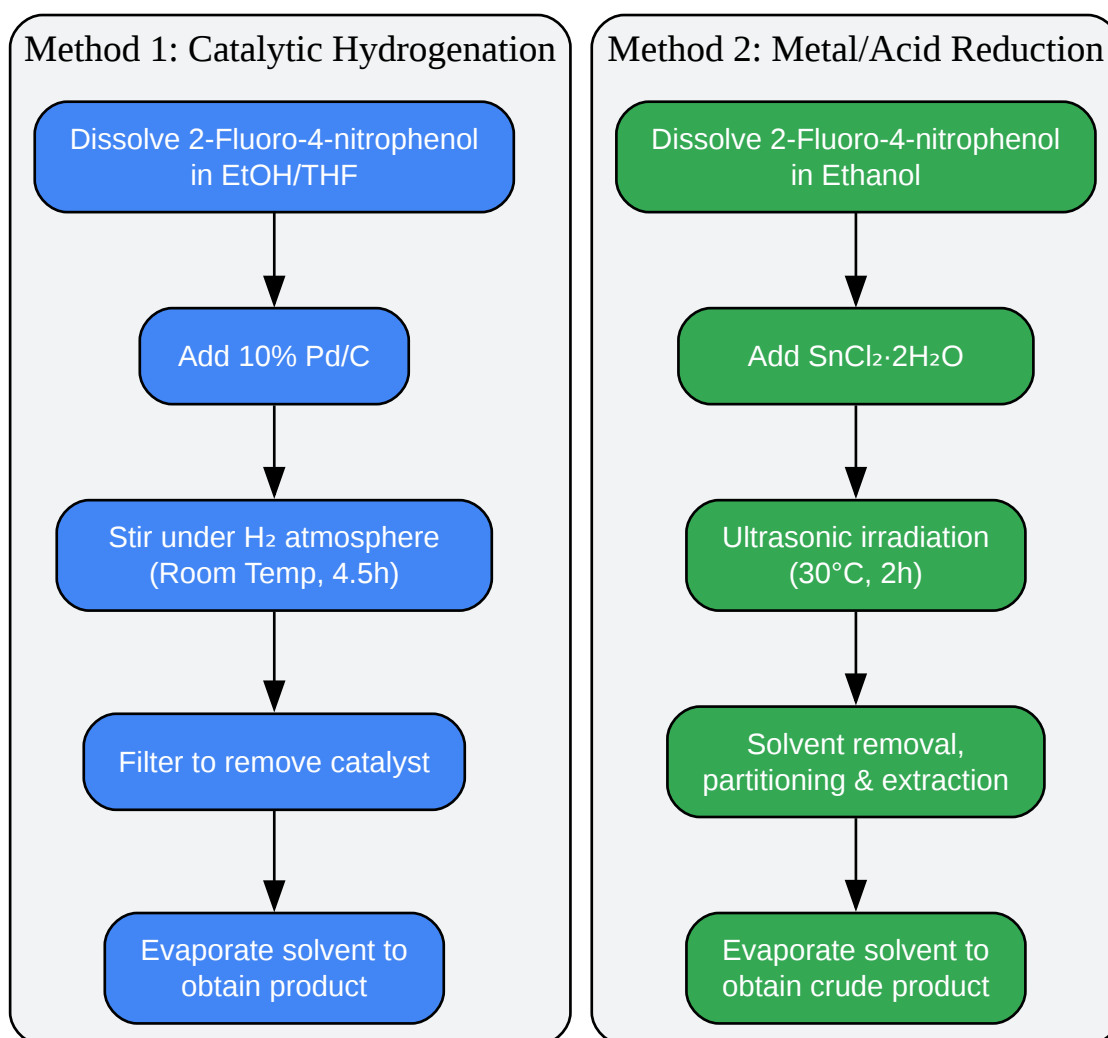 Method 1: Catalytic Hydrogenation
Dissolve 2-Fluoro-4-nitrophenol
in EtOH/THF
Add 10% Pd/C
Stir under H₂ atmosphere
(Room Temp, 4.5h)
Filter to remove catalyst
Evaporate solvent to
obtain product
Method 2: Metal/Acid Reduction
Dissolve 2-Fluoro-4-nitrophenol
in Ethanol
Add SnCl₂·2H₂O
Ultrasonic irradiation
(30°C, 2h)
Solvent removal,
partitioning & extraction
Evaporate solvent to
obtain crude product